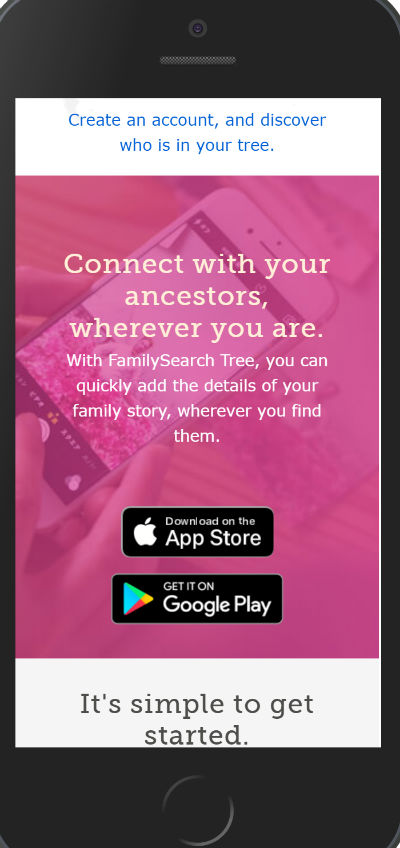 Create an account, and discover
who is in your tree.
Connect with your
ancestors,
wherever you are.
With FamilySearch Tree, you can
quickly add the details of your
family story, wherever you find
them.
Download on the
App Store
GET IT ON
Google Play
It's simple to get
started.